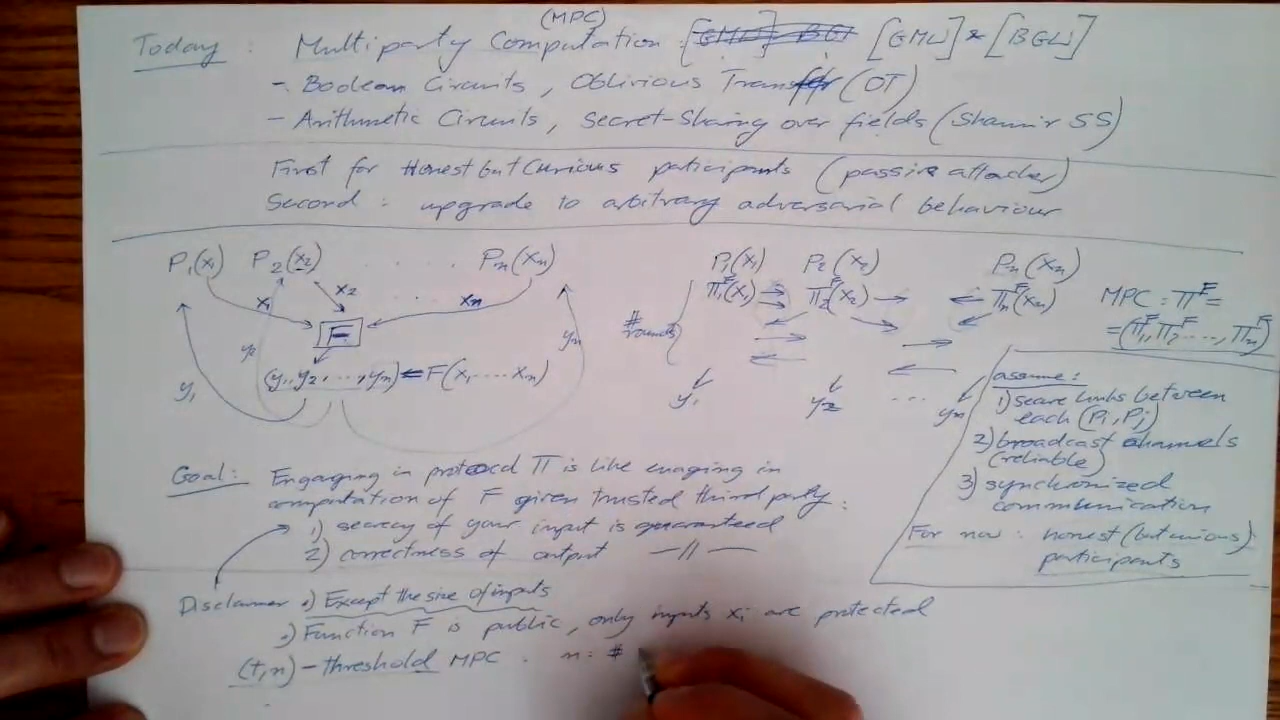 (MPC)
Today : Multiparty Computation : [GMW] & [BGW]
- Boolean Circuits, Oblivious Transfer (OT)
- Arithmetic Circuits, Secret-Sharing over fields (Shamir SS)
First for Honest but Curious participants (passive attacker)
Second : upgrade to arbitrary adversarial behaviour
P₁(x₁) P₂(x₂) . . . . . Pₙ(xₙ)
x₁ x₂ xₙ
F
y₁ y₂ yₙ
(y₁, y₂, ..., yₙ) ← F(x₁ ..... xₙ)
P₁(x₁) P₂(x₂) Pₙ(xₙ)
Π₁ᶠ(x₁) Π₂ᶠ(x₂) Πₙᶠ(xₙ)
# rounds
y₁ y₂ ... yₙ
MPC : Πᶠ =
= (Π₁ᶠ, Π₂ᶠ ..., Πₙᶠ)
assume :
1) secure links between
each (Pi, Pj)
2) broadcast channels
(reliable)
3) synchronized
communication
For now : honest (but curious)
participants
Goal : Engaging in protocol Π is like enaging in
computation of F given trusted third party :
1) secrecy of your input is guaranteed
2) correctness of output —//—
Disclaimer .) Except the size of inputs
.) Function F is public, only inputs xi are protected
(t,n) - threshold MPC . n : #